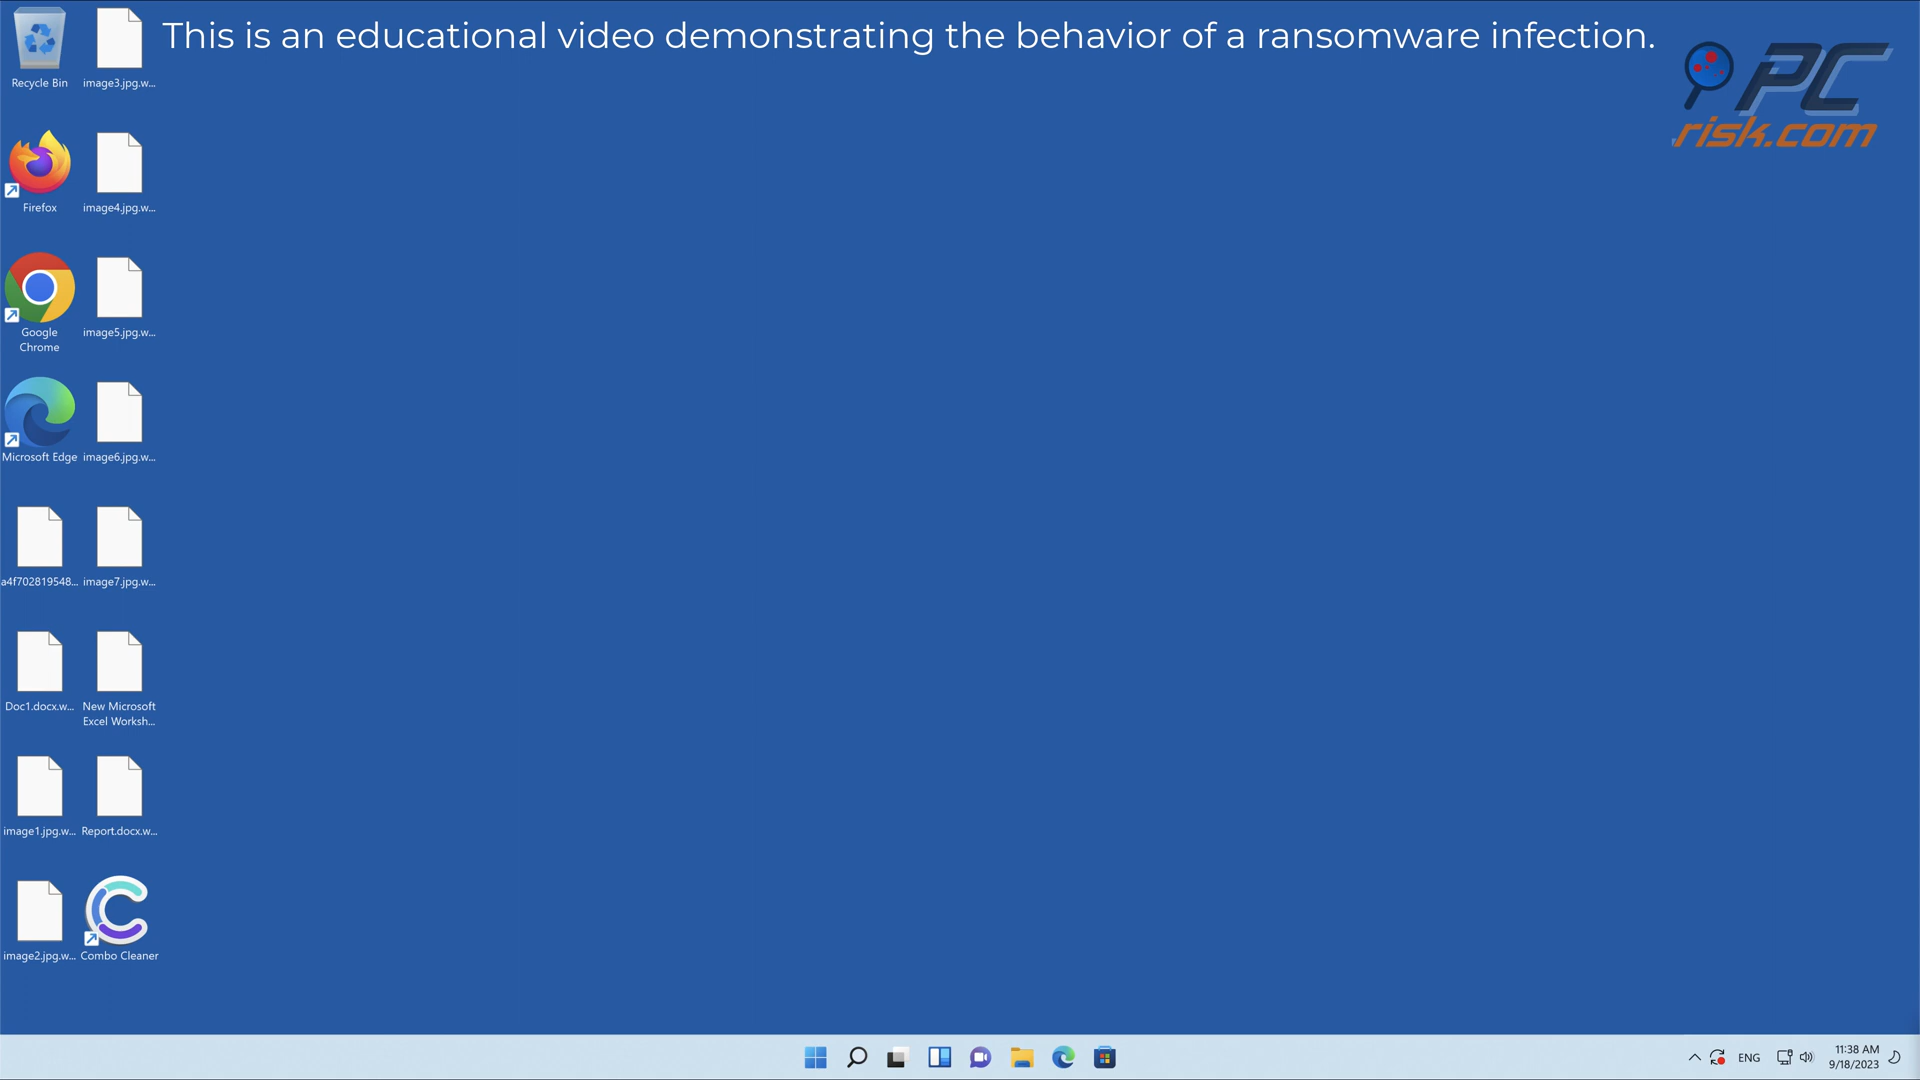 This is an educational video demonstrating the behavior of a ransomware infection.
PC
risk.com
Recycle Bin
image3.jpg.w...
Firefox
image4.jpg.w...
Google
Chrome
image5.jpg.w...
Microsoft Edge
image6.jpg.w...
a4f702819548...
image7.jpg.w...
Doc1.docx.w...
New Microsoft
Excel Worksh...
image1.jpg.w...
Report.docx.w...
image2.jpg.w...
Combo Cleaner
ENG
11:38 AM
9/18/2023